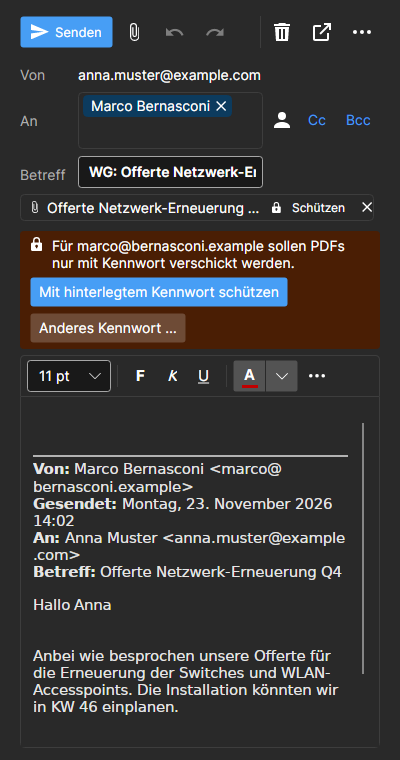 Senden
Von anna.muster@example.com
An Marco Bernasconi Cc Bcc
Betreff WG: Offerte Netzwerk-Er
Offerte Netzwerk-Erneuerung ... Schützen
Für marco@bernasconi.example sollen PDFs
nur mit Kennwort verschickt werden.
Mit hinterlegtem Kennwort schützen
Anderes Kennwort ...
11 pt F K U A
Von: Marco Bernasconi <marco@
bernasconi.example>
Gesendet: Montag, 23. November 2026
14:02
An: Anna Muster <anna.muster@example
.com>
Betreff: Offerte Netzwerk-Erneuerung Q4
Hallo Anna
Anbei wie besprochen unsere Offerte für
die Erneuerung der Switches und WLAN-
Accesspoints. Die Installation könnten wir
in KW 46 einplanen.